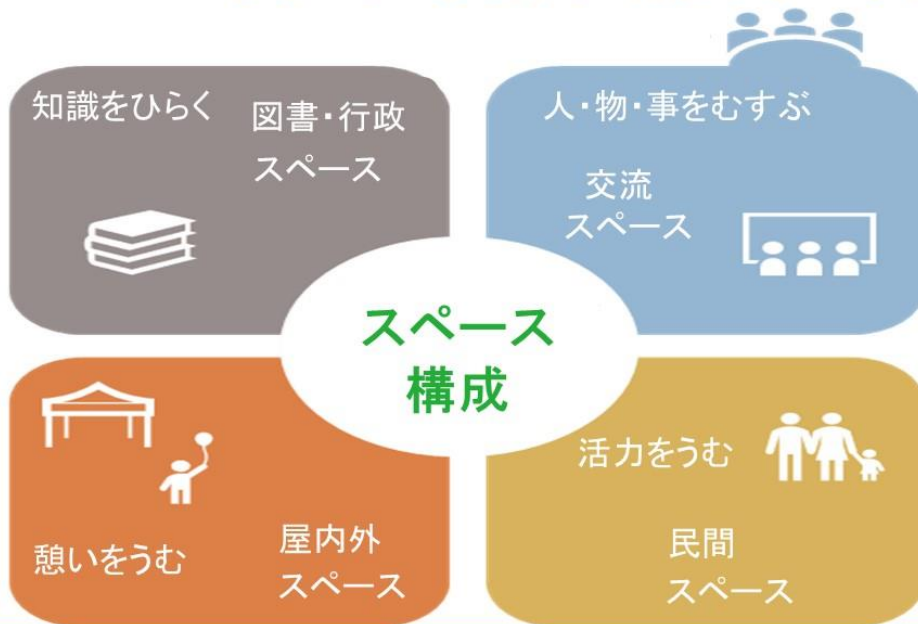 知識をひらく
図書・行政
スペース
人・物・事をむすぶ
交流
スペース
スペース
構成
憩いをうむ
屋内外
スペース
活力をうむ
民間
スペース